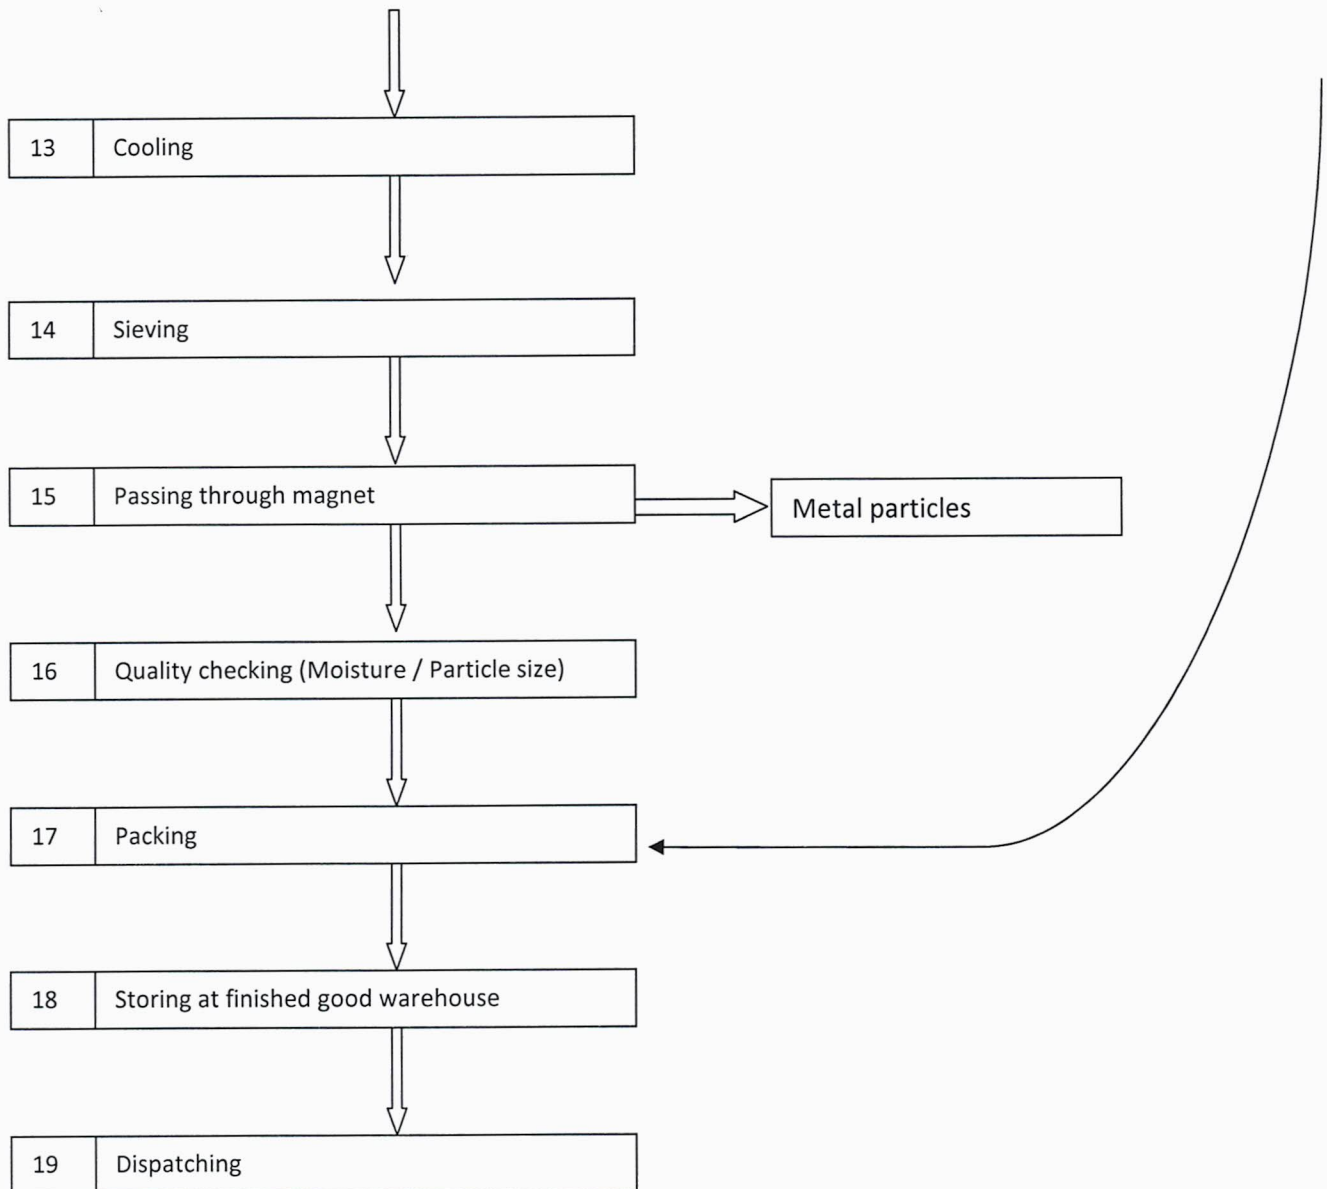 13 Cooling
14 Sieving
15 Passing through magnet
Metal particles
16 Quality checking (Moisture / Particle size)
17 Packing
18 Storing at finished good warehouse
19 Dispatching